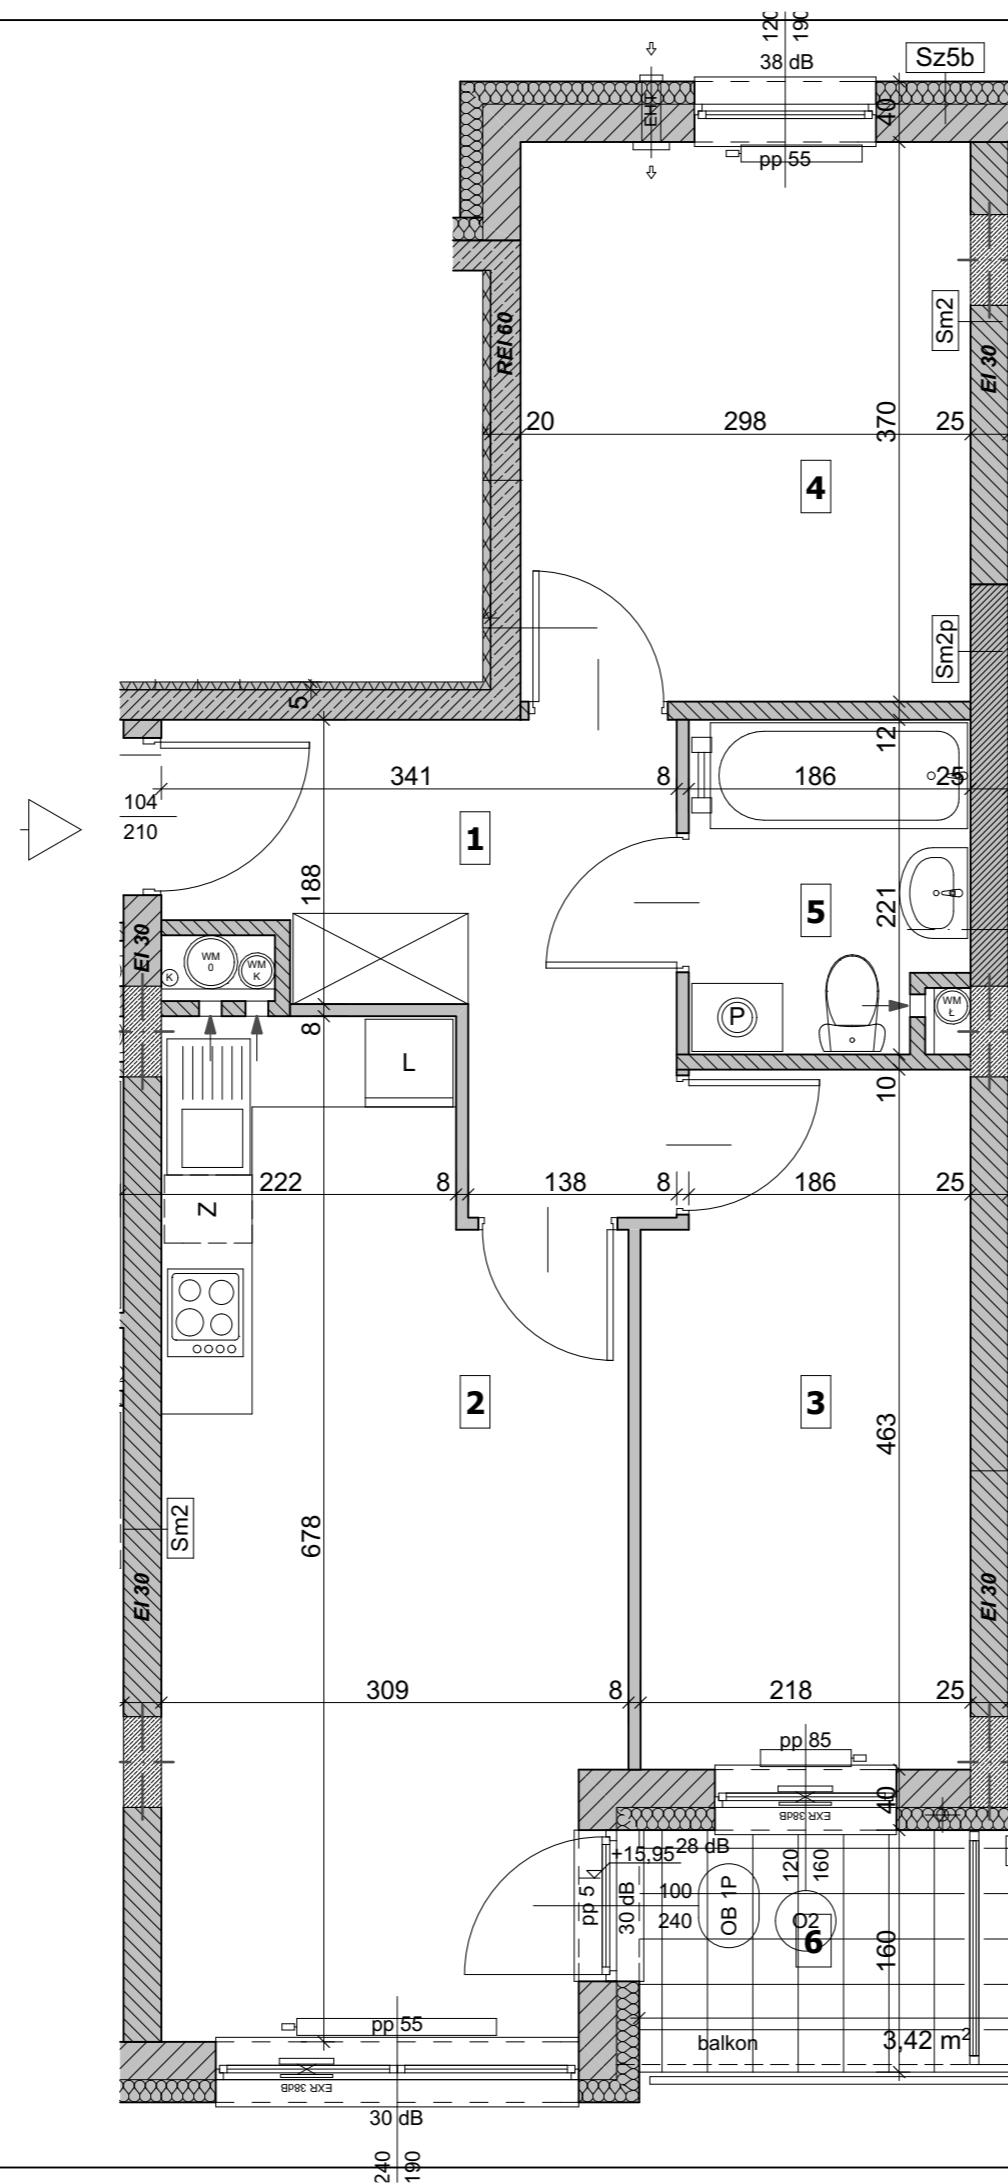 120
190
38 dB
Sz5b
EHT
40
pp 55
Sm2
REI 60
EI 30
20
298
370
25
4
Sm2p
5
12
341
8
186
25
104
210
1
188
5
221
EI 30
WM
0
WM
K
K
WM
Ł
P
8
L
10
222
8
138
8
186
25
Z
2
3
463
678
Sm2
EI 30
EI 30
309
8
218
25
pp 85
40
EXR 38dB
+15,95
28 dB
120
160
pp 5
30 dB
100
240
OB 1P
O2
6
160
pp 55
balkon
3,42 m²
EXR 38dB
30 dB
240
190